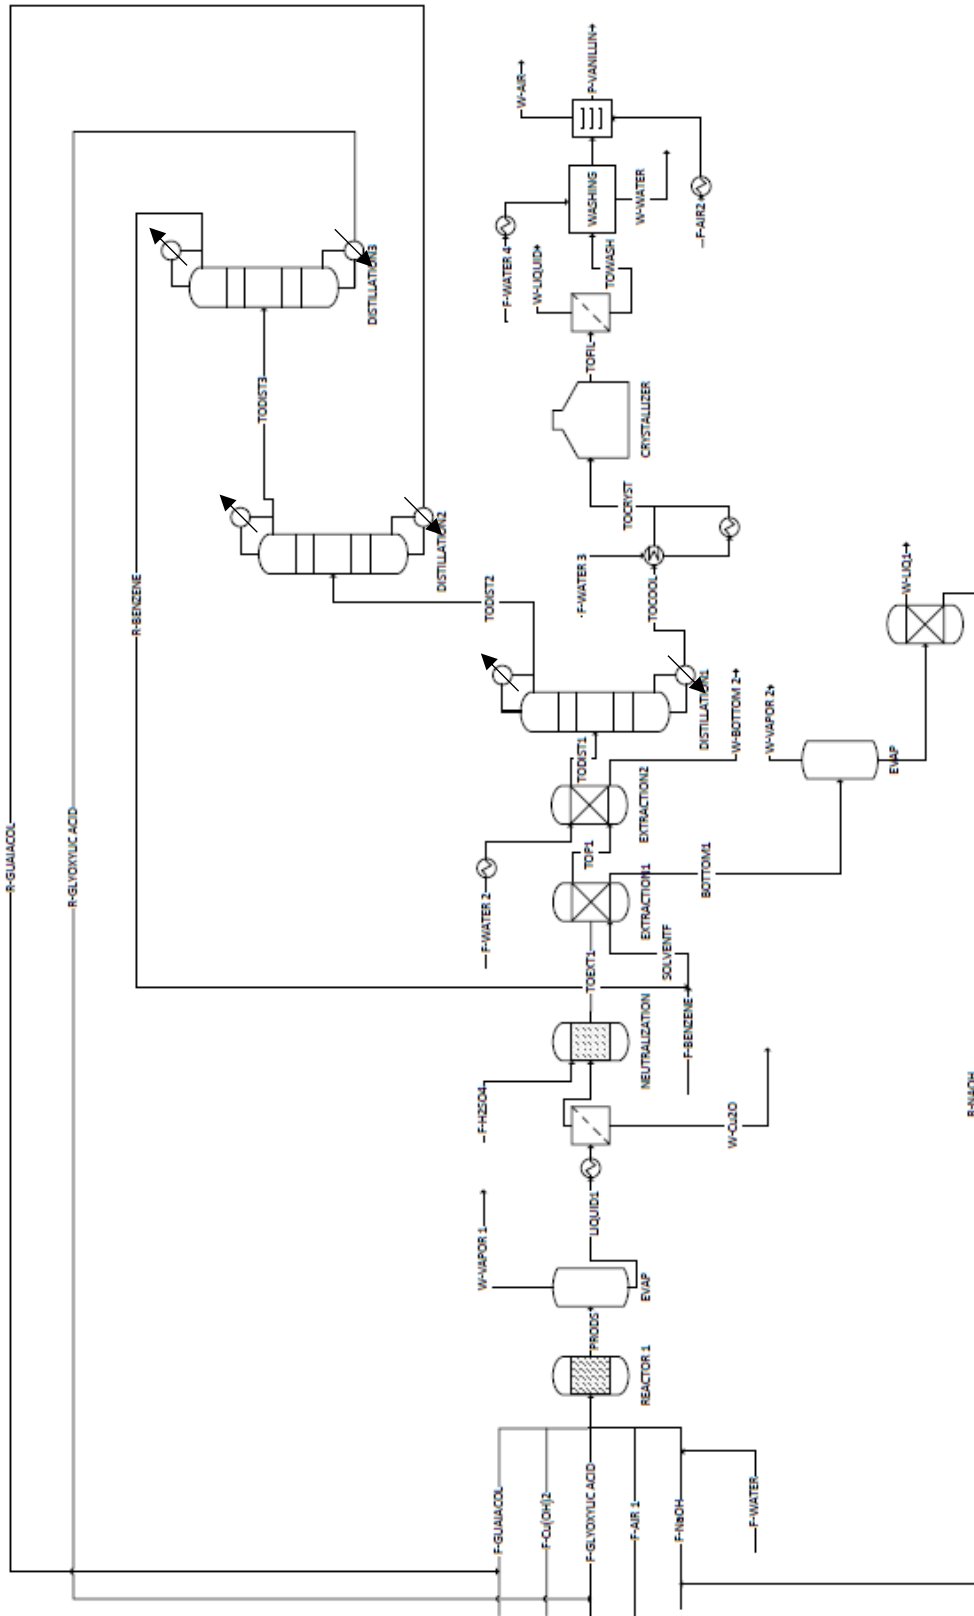 F-GUAIACOL
F-Cu(OH)2
F-GLYOXYLIC ACID
F-AIR 1
F-NaOH
F-WATER
REACTOR 1
PRODS
EVAP
W-VAPOR 1
LIQUID1
W-Cu2O
F-H2SO4
NEUTRALIZATION
F-BENZENE
TOEXT1
SOLVENTF
EXTRACTION1
BOTTOM1
TOP1
F-WATER 2
EXTRACTION2
TODIST1
W-BOTTOM 2
W-VAPOR 2
EVAP
W-LIQ1
R-NAOH
DISTILLATION1
TODIST2
TOCOOL
F-WATER 3
TOCRYST
DISTILLATION2
TODIST3
DISTILLATION3
R-BENZENE
R-GLYOXYLIC ACID
R-GUAIACOL
CRYSTALLIZER
TOFIL
W-LIQUID
TOWASH
F-WATER 4
WASHING
W-WATER
F-AIR2
W-AIR
P-VANILLIN